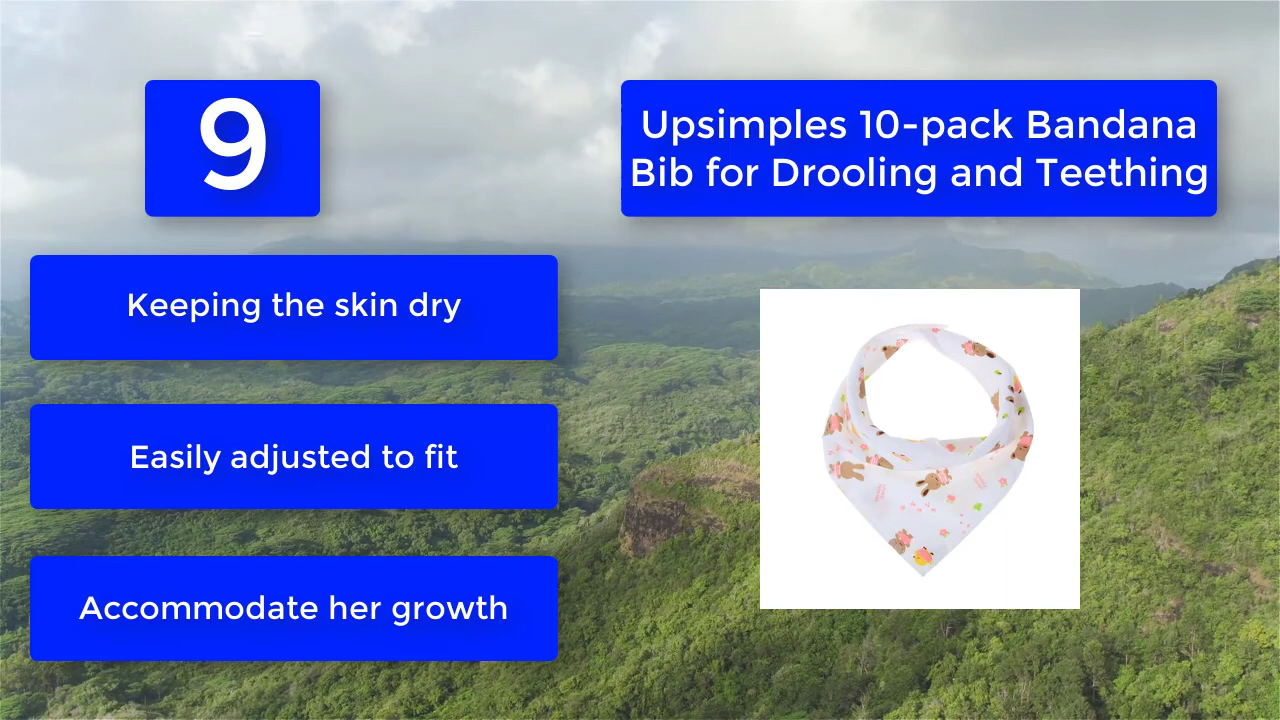 9
Upsimples 10-pack Bandana
Bib for Drooling and Teething
Keeping the skin dry
Easily adjusted to fit
Accommodate her growth